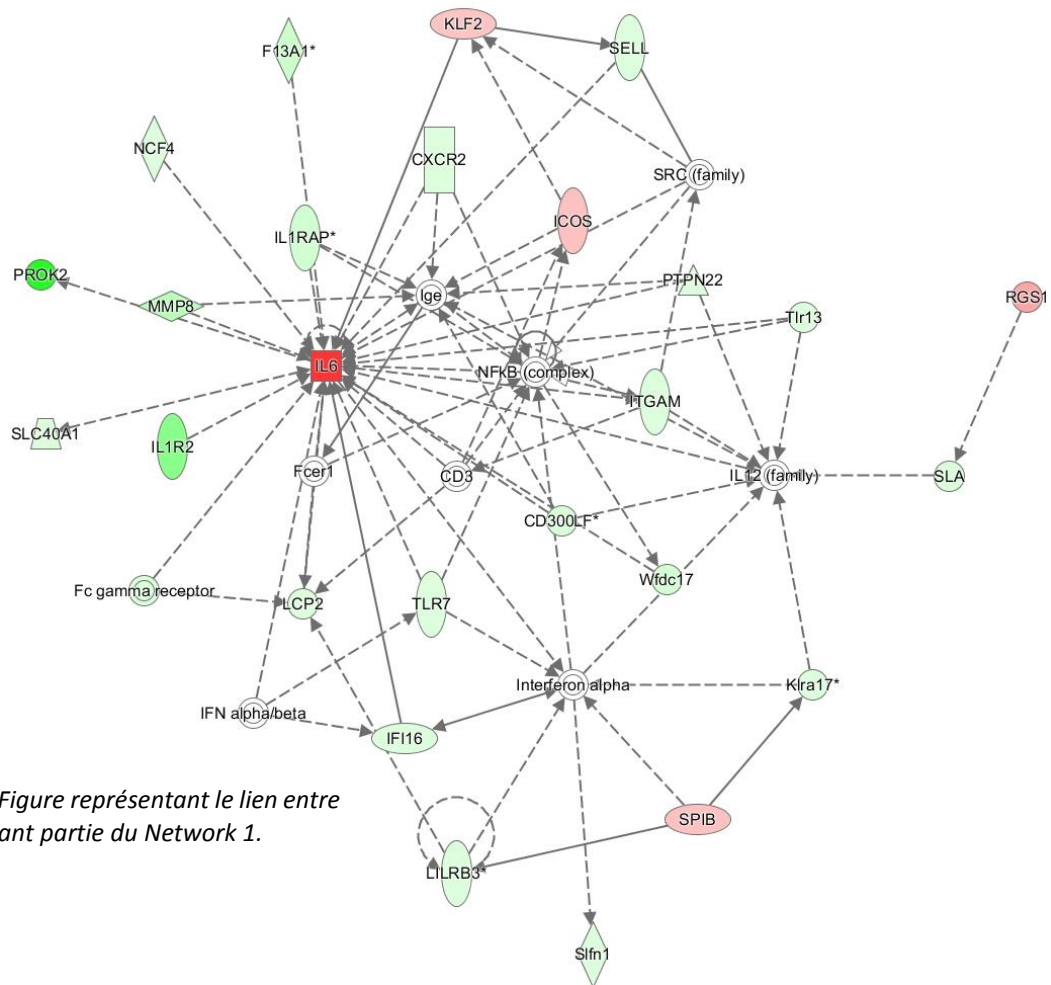 KLF2
F13A1*
SELL
NCF4
CXCR2
SRC (family)
ICOS
IL1RAP*
PROK2
Ige
PTPN22
RGS1
MMP8
Tlr13
IL6
NFkB (complex)
ITGAM
SLC40A1
IL1R2
Fcer1
CD3
IL12 (family)
SLA
CD300LF*
Wfdc17
Fc gamma receptor
LCP2
TLR7
Interferon alpha
Klra17*
IFN alpha/beta
IFI16
Figure représentant le lien entre
ant partie du Network 1.
SPIB
LILRB3*
Slfn1